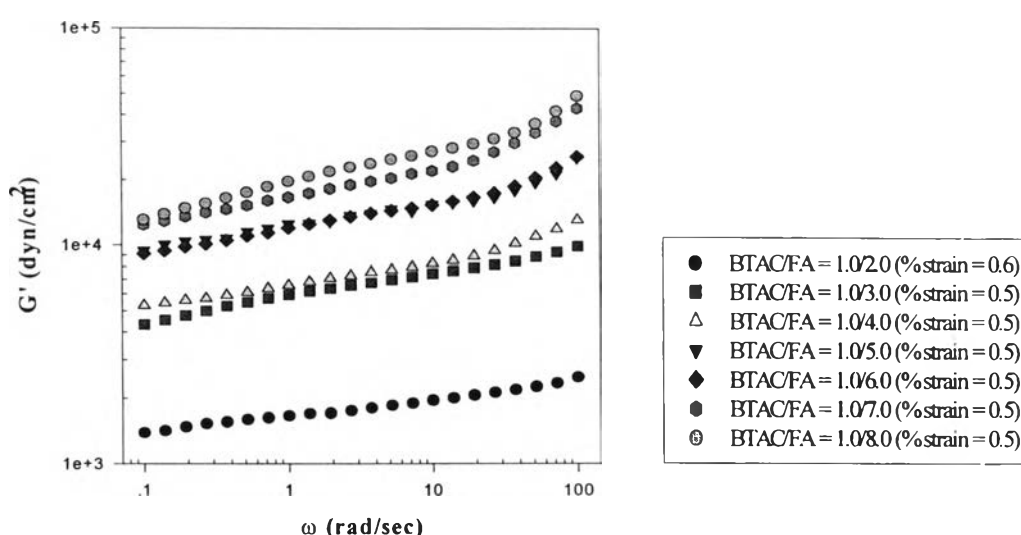 1e+5
1e+4
1e+3
G' (dyn/cm²)
.1 1 10 100
ω (rad/sec)
BTAC/FA = 1.0/2.0 (% strain = 0.6)
BTAC/FA = 1.0/3.0 (% strain = 0.5)
BTAC/FA = 1.0/4.0 (% strain = 0.5)
BTAC/FA = 1.0/5.0 (% strain = 0.5)
BTAC/FA = 1.0/6.0 (% strain = 0.5)
BTAC/FA = 1.0/7.0 (% strain = 0.5)
BTAC/FA = 1.0/8.0 (% strain = 0.5)